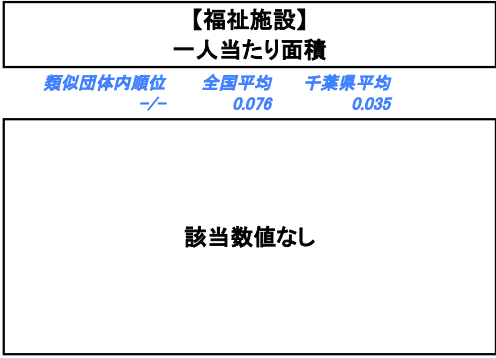 【福祉施設】
一人当たり面積
類似団体内順位 全国平均 千葉県平均
-/- 0.076 0.035
該当数値なし